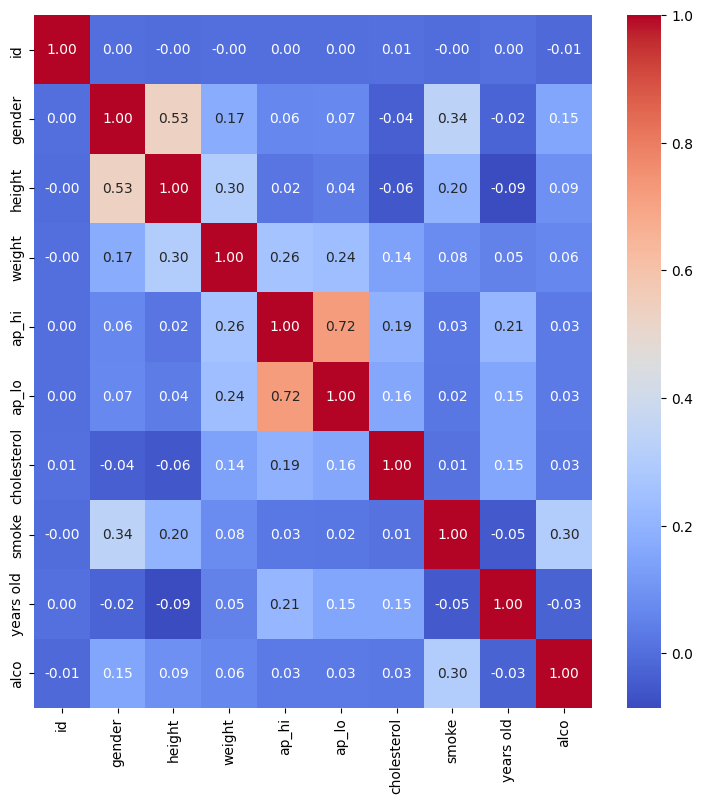 id 1.00 0.00 -0.00 -0.00 0.00 0.00 0.01 -0.00 0.00 -0.01
gender 0.00 1.00 0.53 0.17 0.06 0.07 -0.04 0.34 -0.02 0.15
height -0.00 0.53 1.00 0.30 0.02 0.04 -0.06 0.20 -0.09 0.09
weight -0.00 0.17 0.30 1.00 0.26 0.24 0.14 0.08 0.05 0.06
ap_hi 0.00 0.06 0.02 0.26 1.00 0.72 0.19 0.03 0.21 0.03
ap_lo 0.00 0.07 0.04 0.24 0.72 1.00 0.16 0.02 0.15 0.03
cholesterol 0.01 -0.04 -0.06 0.14 0.19 0.16 1.00 0.01 0.15 0.03
smoke -0.00 0.34 0.20 0.08 0.03 0.02 0.01 1.00 -0.05 0.30
years old 0.00 -0.02 -0.09 0.05 0.21 0.15 0.15 -0.05 1.00 -0.03
alco -0.01 0.15 0.09 0.06 0.03 0.03 0.03 0.30 -0.03 1.00
id gender height weight ap_hi ap_lo cholesterol smoke years old alco
1.0
0.8
0.6
0.4
0.2
0.0